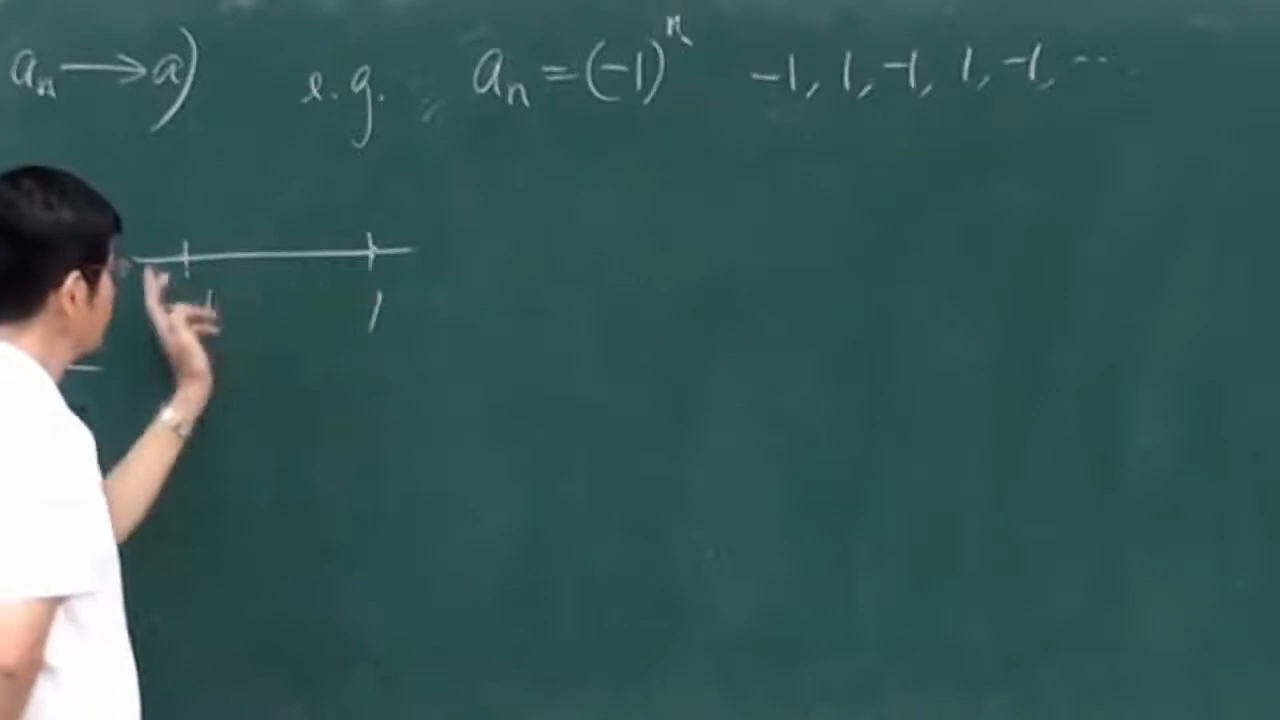 aₙ → a) e.g. aₙ = (-1)ⁿ -1, 1, -1, 1, -1, ...
1